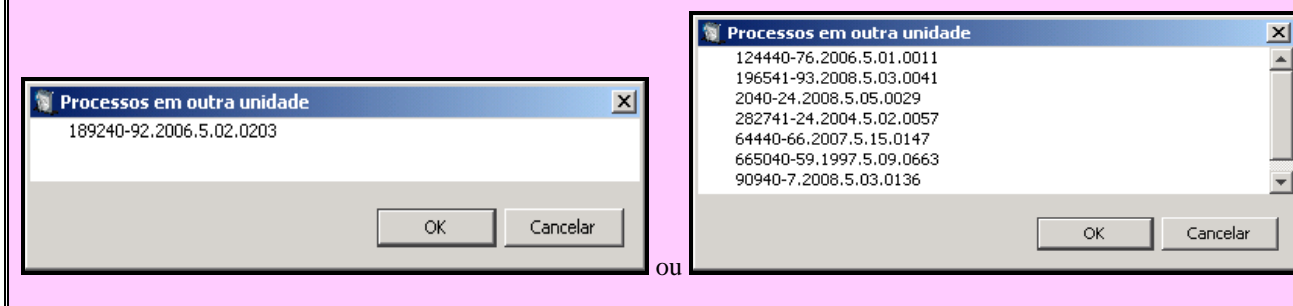 Processos em outra unidade
189240-92.2006.5.02.0203
OK Cancelar
ou
Processos em outra unidade
124440-76.2006.5.01.0011
196541-93.2008.5.03.0041
2040-24.2008.5.05.0029
282741-24.2004.5.02.0057
64440-66.2007.5.15.0147
665040-59.1997.5.09.0663
90940-7.2008.5.03.0136
OK Cancelar